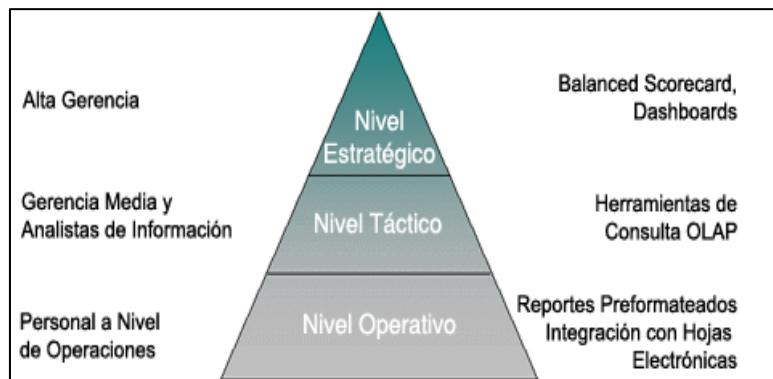 Alta Gerencia
Nivel
Estratégico
Balanced Scorecard,
Dashboards
Gerencia Media y
Analistas de Información
Nivel Táctico
Herramientas de
Consulta OLAP
Personal a Nivel
de Operaciones
Nivel Operativo
Reportes Preformateados
Integración con Hojas
Electrónicas